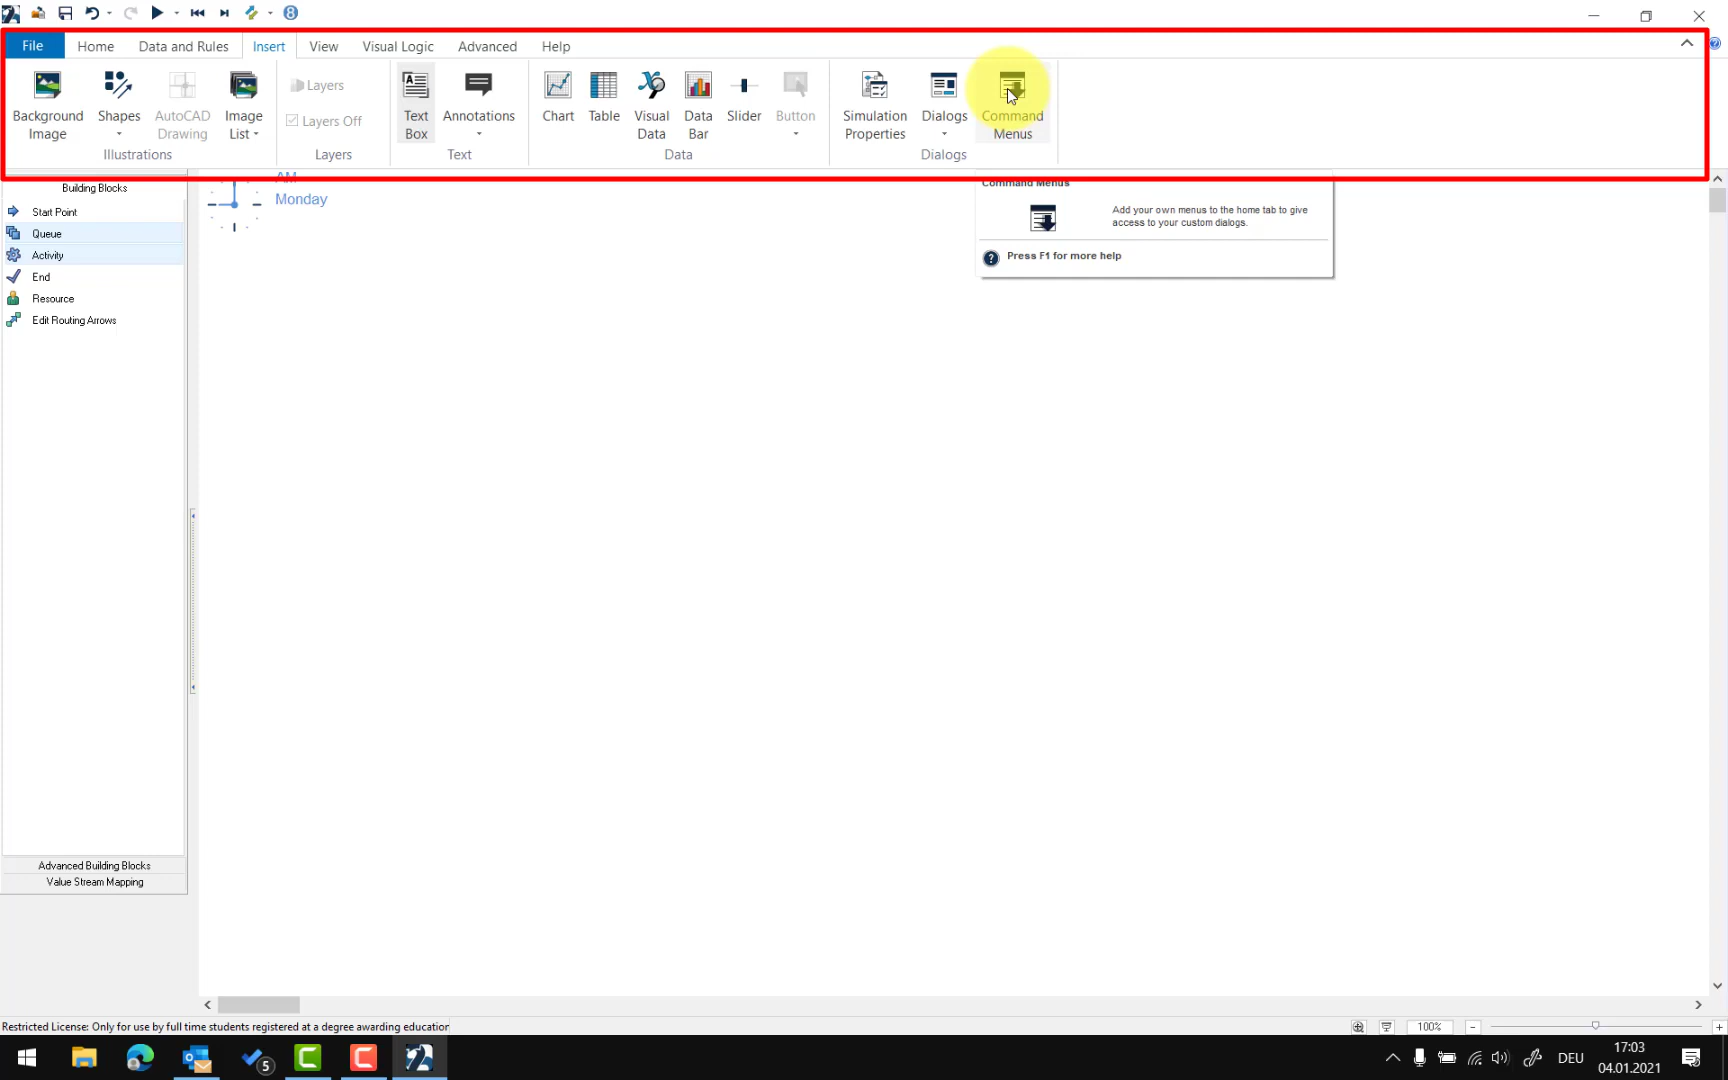 File Home Data and Rules Insert View Visual Logic Advanced Help
Background Image
Shapes
AutoCAD Drawing
Image List
Illustrations
Layers
Layers Off
Layers
Text Box
Annotations
Text
Chart
Table
Visual Data
Data Bar
Slider
Button
Data
Simulation Properties
Dialogs
Command Menus
Dialogs
Building Blocks
Start Point
Queue
Activity
End
Resource
Edit Routing Arrows
Advanced Building Blocks
Value Stream Mapping
AM
Monday
Command Menus
Add your own menus to the home tab to give
access to your custom dialogs.
Press F1 for more help
Restricted License: Only for use by full time students registered at a degree awarding education
100%
5
DEU
17:03
04.01.2021